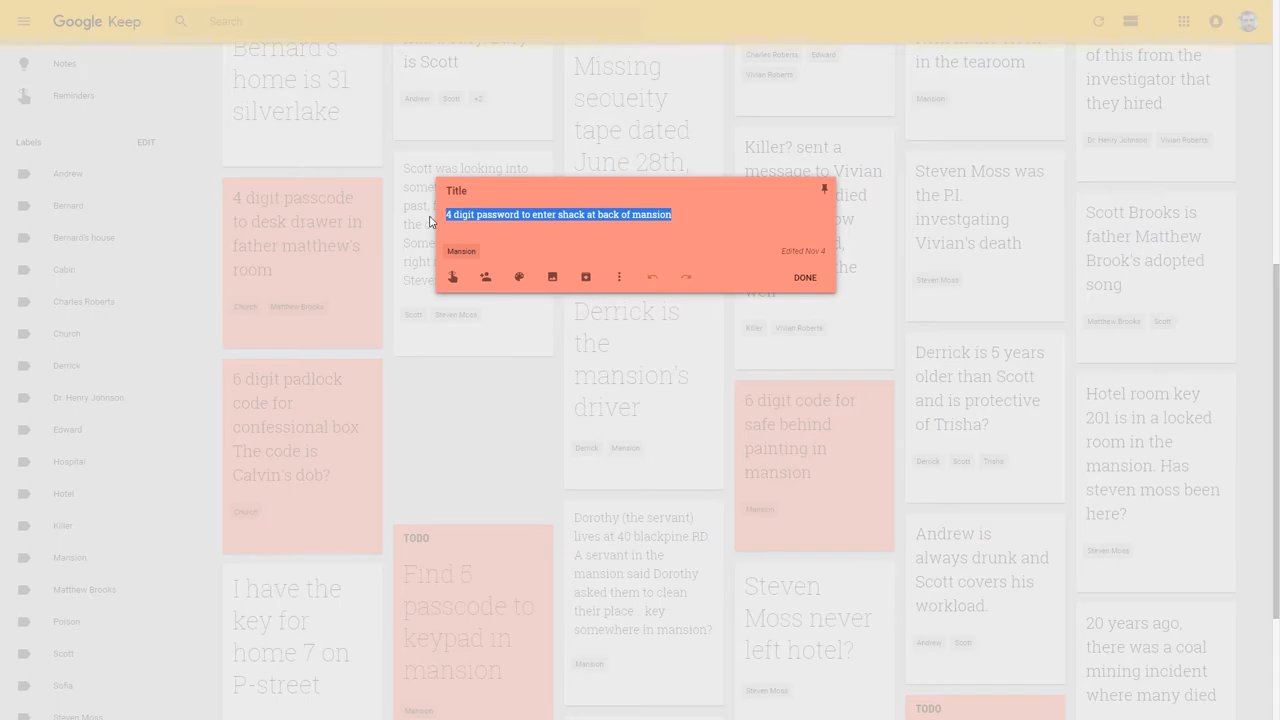 Google Keep
Search
Notes
Reminders
Labels
EDIT
Andrew
Bernard
Bernard's house
Cabin
Charles Roberts
Church
Derrick
Dr. Henry Johnson
Edward
Hospital
Hotel
Killer
Mansion
Matthew Brooks
Poison
Scott
Sofia
Steven Moss
Bernard's
home is 31
silverlake
4 digit passcode
to desk drawer in
father matthew's
room
Church
Matthew Brooks
6 digit padlock
code for
confessional box
The code is
Calvin's dob?
Church
I have the
key for
home 7 on
P-street
is Scott
Andrew
Scott
+2
Scott was looking into
Scott
Steven Moss
TODO
Find 5
passcode to
keypad in
mansion
Mansion
Title
4 digit password to enter shack at back of mansion
Mansion
Edited Nov 4
DONE
Missing
secueity
tape dated
June 28th,
Derrick is
the
mansion's
driver
Derrick
Mansion
Dorothy (the servant)
lives at 40 blackpine RD.
A servant in the
mansion said Dorothy
asked them to clean
their place... key
somewhere in mansion?
Mansion
Charles Roberts
Edward
Vivian Roberts
Killer? sent a
message to Vivian
Killer
Vivian Roberts
6 digit code for
safe behind
painting in
mansion
Mansion
Steven
Moss never
left hotel?
Steven Moss
in the tearoom
Mansion
Steven Moss was
the P.I.
investgating
Vivian's death
Steven Moss
Derrick is 5 years
older than Scott
and is protective
of Trisha?
Derrick
Scott
Trisha
Andrew is
always drunk and
Scott covers his
workload.
Andrew
Scott
TODO
of this from the
investigator that
they hired
Dr. Henry Johnson
Vivian Roberts
Scott Brooks is
father Matthew
Brook's adopted
song
Matthew Brooks
Scott
Hotel room key
201 is in a locked
room in the
mansion. Has
steven moss been
here?
Steven Moss
20 years ago,
there was a coal
mining incident
where many died